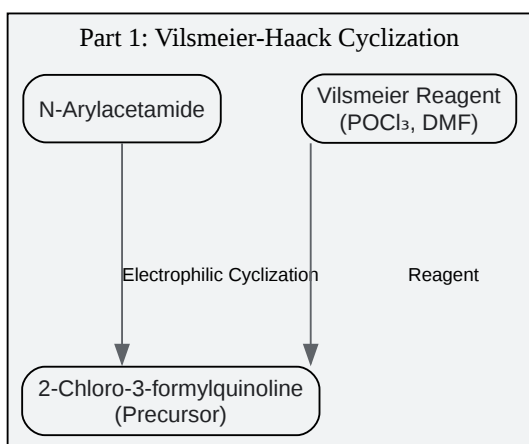 Part 1: Vilsmeier-Haack Cyclization
N-Arylacetamide
Vilsmeier Reagent
(POCl₃, DMF)
Electrophilic Cyclization
Reagent
2-Chloro-3-formylquinoline
(Precursor)